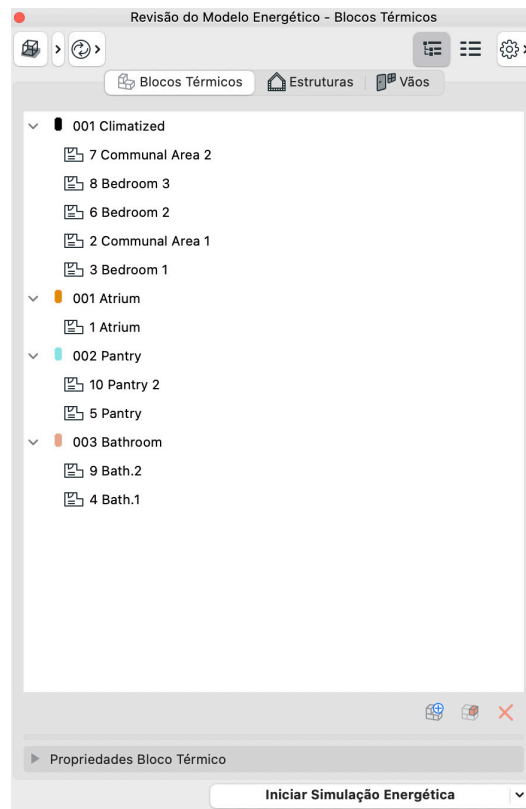 Revisão do Modelo Energético - Blocos Térmicos
Blocos Térmicos Estruturas Vãos
001 Climatized
7 Communal Area 2
8 Bedroom 3
6 Bedroom 2
2 Communal Area 1
3 Bedroom 1
001 Atrium
1 Atrium
002 Pantry
10 Pantry 2
5 Pantry
003 Bathroom
9 Bath.2
4 Bath.1
Propriedades Bloco Térmico
Iniciar Simulação Energética